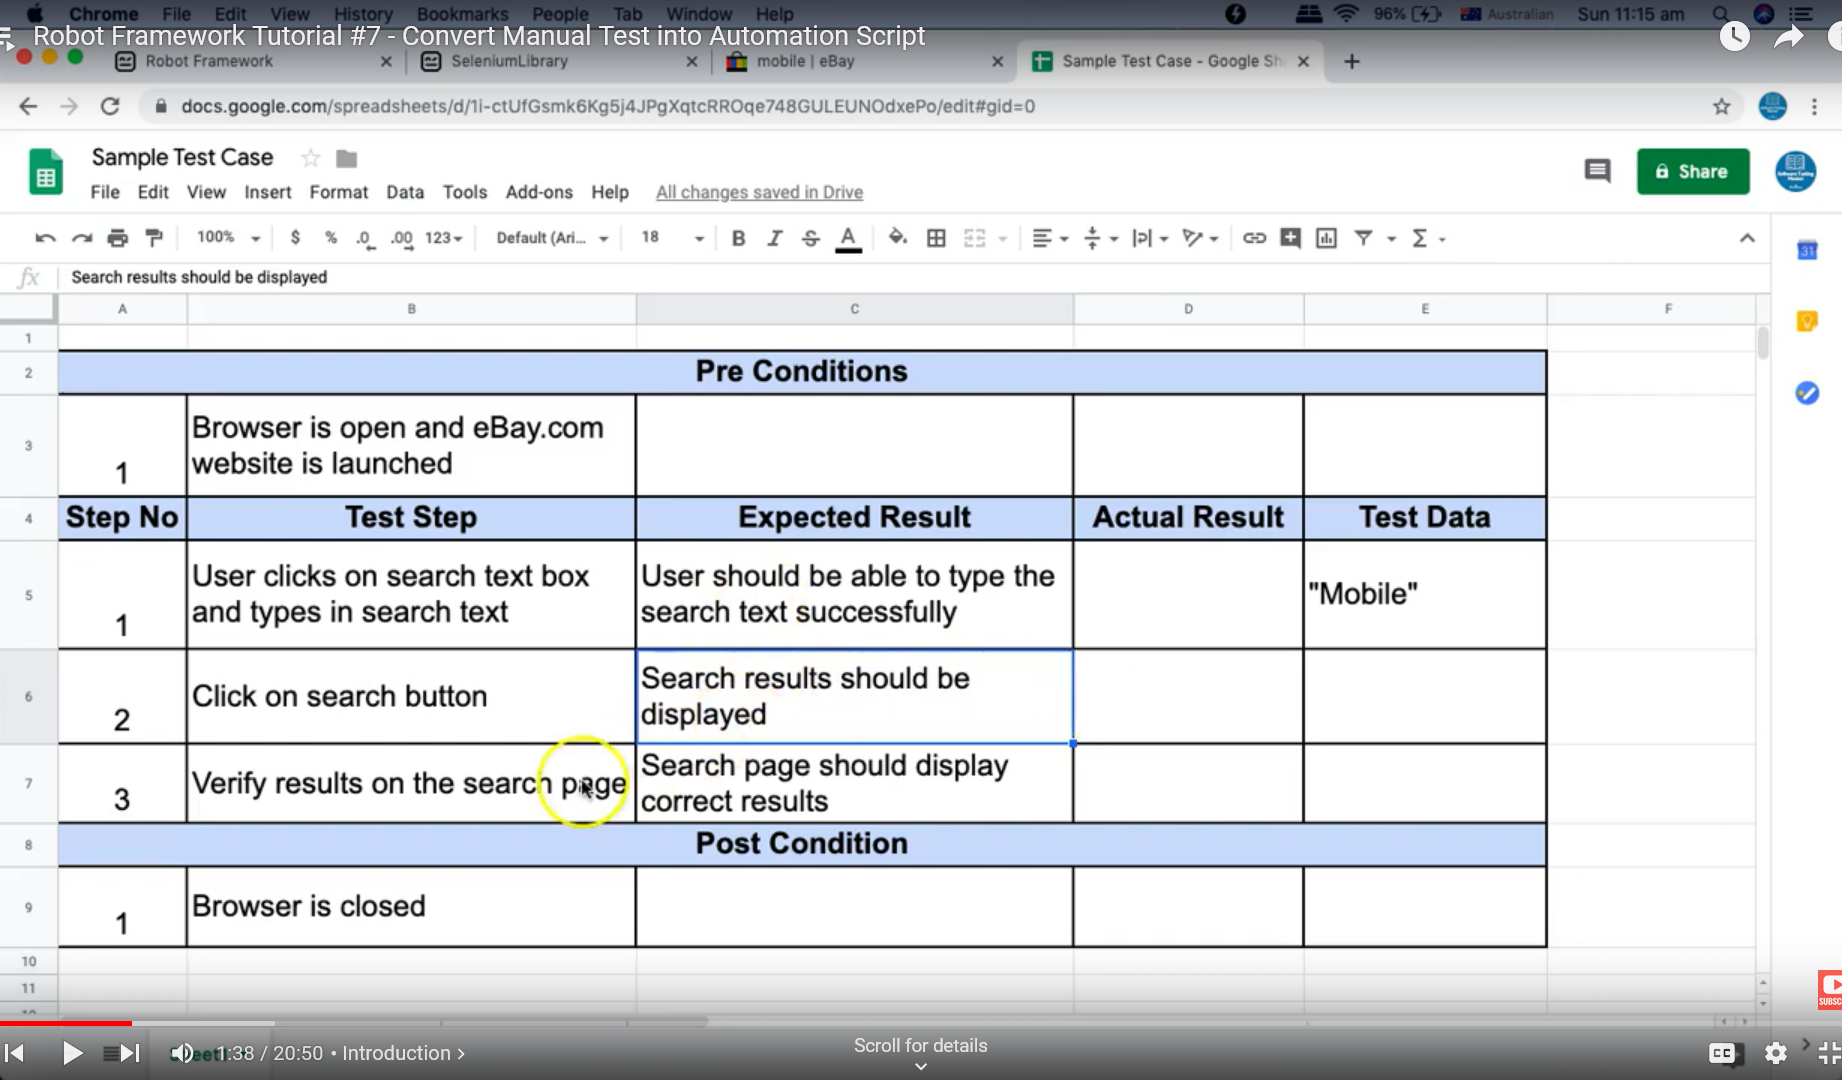 Chrome File Edit View History Bookmarks People Tab Window Help 96% Australian Sun 11:15 am
Robot Framework Tutorial #7 - Convert Manual Test into Automation Script
Robot Framework SeleniumLibrary mobile | eBay Sample Test Case - Google Sh
docs.google.com/spreadsheets/d/1i-ctUfGsmk6Kg5j4JPgXqtcRROqe748GULEUNOdxePo/edit#gid=0
Sample Test Case
Share
File Edit View Insert Format Data Tools Add-ons Help All changes saved in Drive
100% $ % .0 .00 123 Default (Ari... 18 B I S A
31
fx Search results should be displayed
A B C D E F
1
2 Pre Conditions
3 1 Browser is open and eBay.com
website is launched
4 Step No Test Step Expected Result Actual Result Test Data
5 1 User clicks on search text box
and types in search text
User should be able to type the
search text successfully
"Mobile"
6 2 Click on search button
Search results should be
displayed
7 3 Verify results on the search page
Search page should display
correct results
8 Post Condition
9 1 Browser is closed
10
11
SUBSC
1:38 / 20:50 • Introduction
Scroll for details
CC